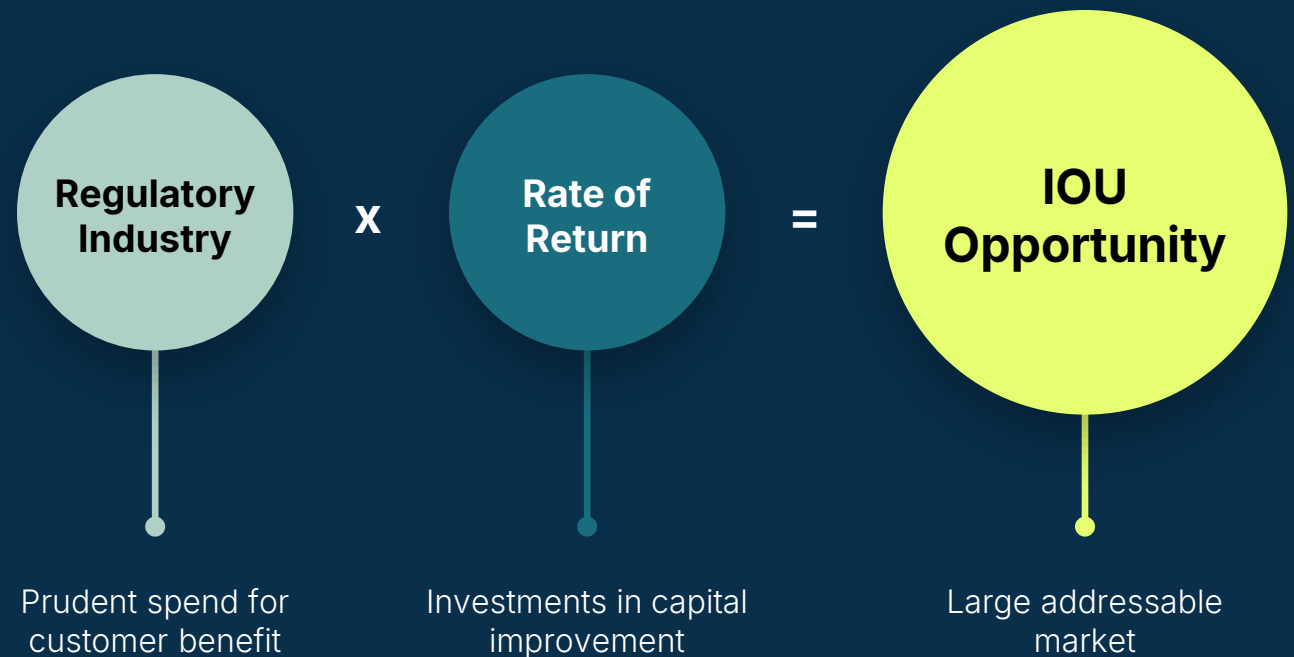 Regulatory
Industry
x
Rate of
Return
=
IOU
Opportunity
Prudent spend for
customer benefit
Investments in capital
improvement
Large addressable
market